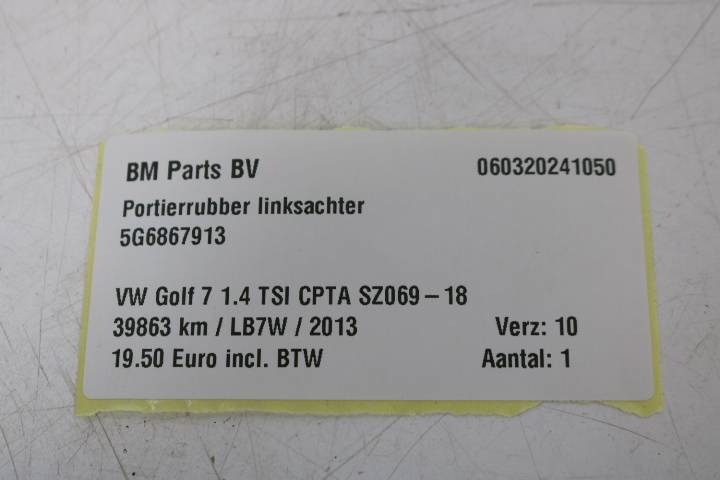 BM Parts BV 060320241050
Portierrubber linksachter
5G6867913
VW Golf 7 1.4 TSI CPTA SZ069-18
39863 km / LB7W / 2013 Verz: 10
19.50 Euro incl. BTW Aantal: 1